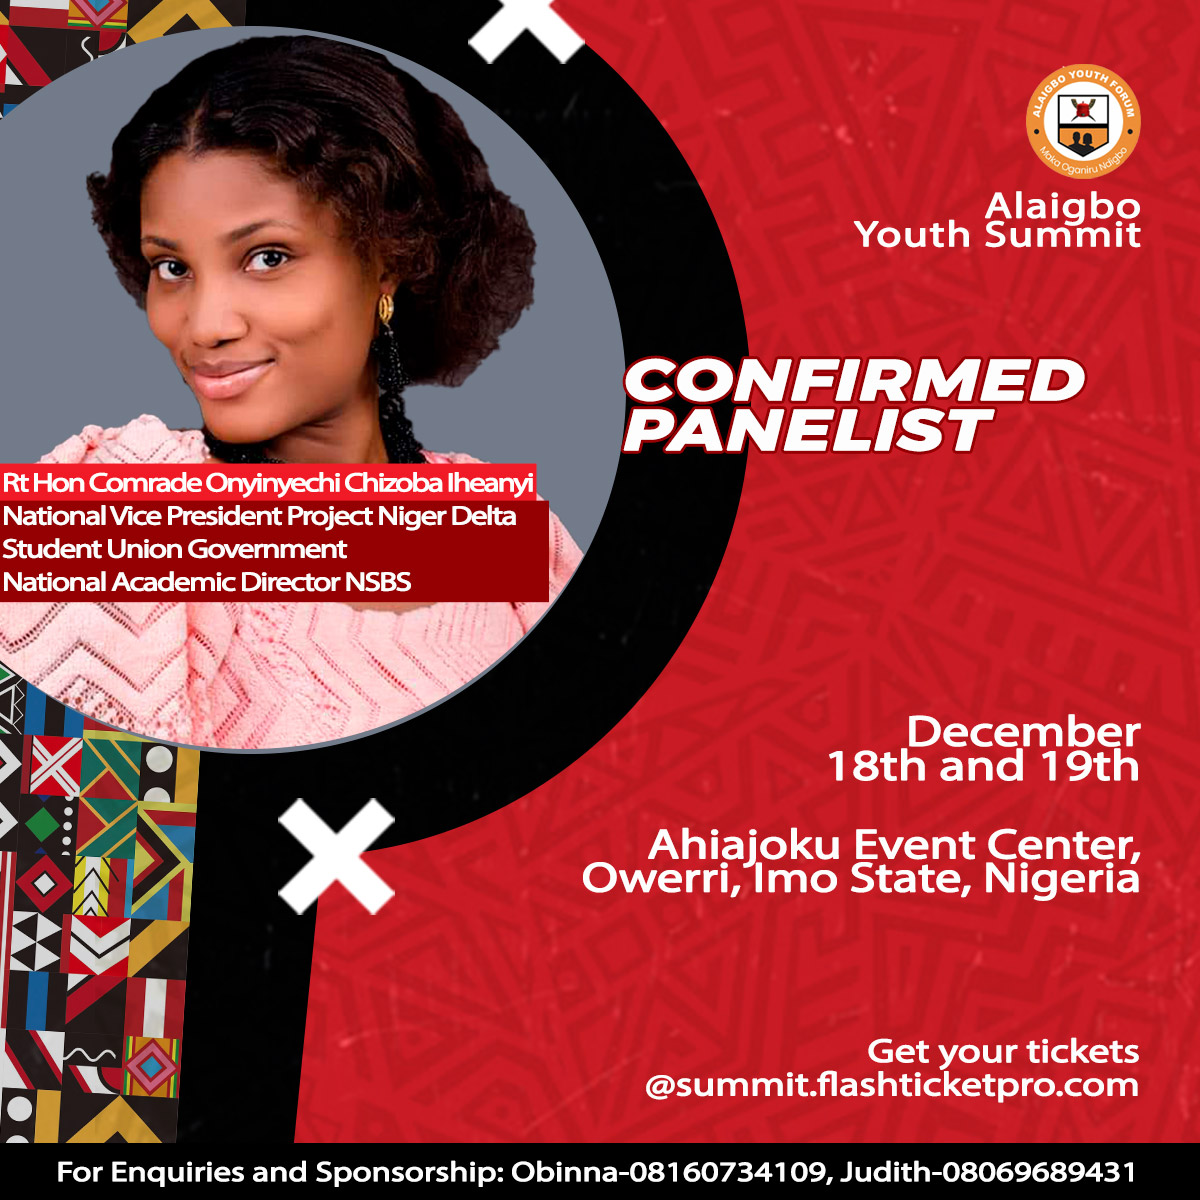 ALAIGBO YOUTH FORUM
Maka Oganiru Ndigbo
Alaigbo
Youth Summit
CONFIRMED
PANELIST
Rt Hon Comrade Onyinyechi Chizoba Iheanyi
National Vice President Project Niger Delta
Student Union Government
National Academic Director NSBS
December
18th and 19th
Ahiajoku Event Center,
Owerri, Imo State, Nigeria
Get your tickets
@summit.flashticketpro.com
For Enquiries and Sponsorship: Obinna-08160734109, Judith-08069689431